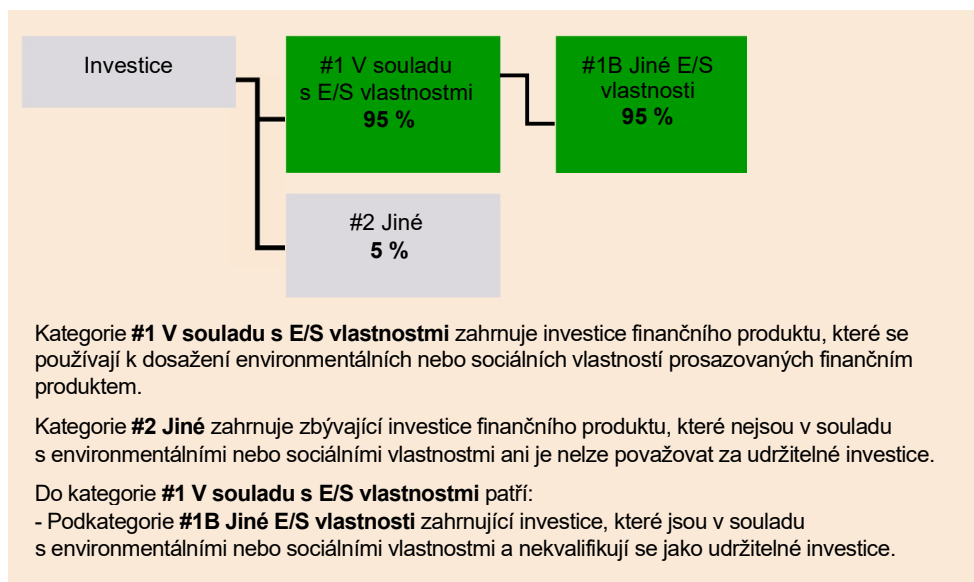 Investice
#1 V souladu
s E/S vlastnostmi
95 %
#1B Jiné E/S
vlastnosti
95 %
#2 Jiné
5 %
Kategorie #1 V souladu s E/S vlastnostmi zahrnuje investice finančního produktu, které se
používají k dosažení environmentálních nebo sociálních vlastností prosazovaných finančním
produktem.
Kategorie #2 Jiné zahrnuje zbývající investice finančního produktu, které nejsou v souladu
s environmentálními nebo sociálními vlastnostmi ani je nelze považovat za udržitelné investice.
Do kategorie #1 V souladu s E/S vlastnostmi patří:
- Podkategorie #1B Jiné E/S vlastnosti zahrnující investice, které jsou v souladu
s environmentálními nebo sociálními vlastnostmi a nekvalifikují se jako udržitelné investice.